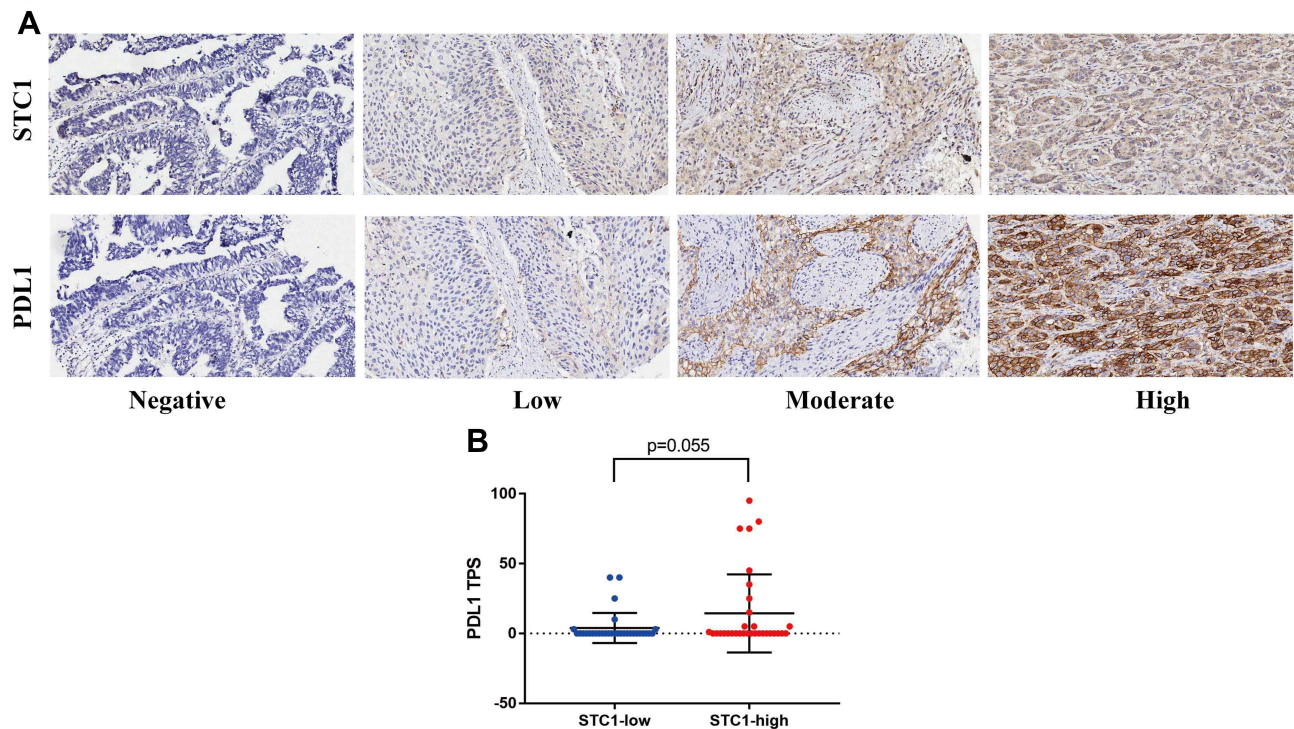 A
STC1
PDL1
Negative Low Moderate High
B
p=0.055
PDL1 TPS
100
50
0
-50
STC1-low STC1-high